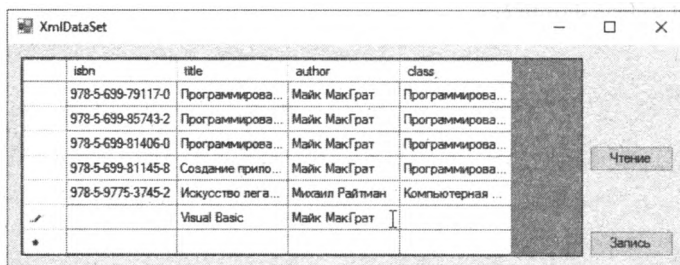 XmlDataSet
isbn title author class
978-5-699-79117-0 Программирова... Майк МакГрат Программирова...
978-5-699-85743-2 Программирова... Майк МакГрат Программирова...
978-5-699-81406-0 Программирова... Майк МакГрат Программирова...
978-5-699-81145-8 Создание прило... Майк МакГрат Программирова...
Чтение
978-5-9775-3745-2 Искусство лега... Михаил Райтман Компьютерная ...
Visual Basic Майк МакГрат
Запись